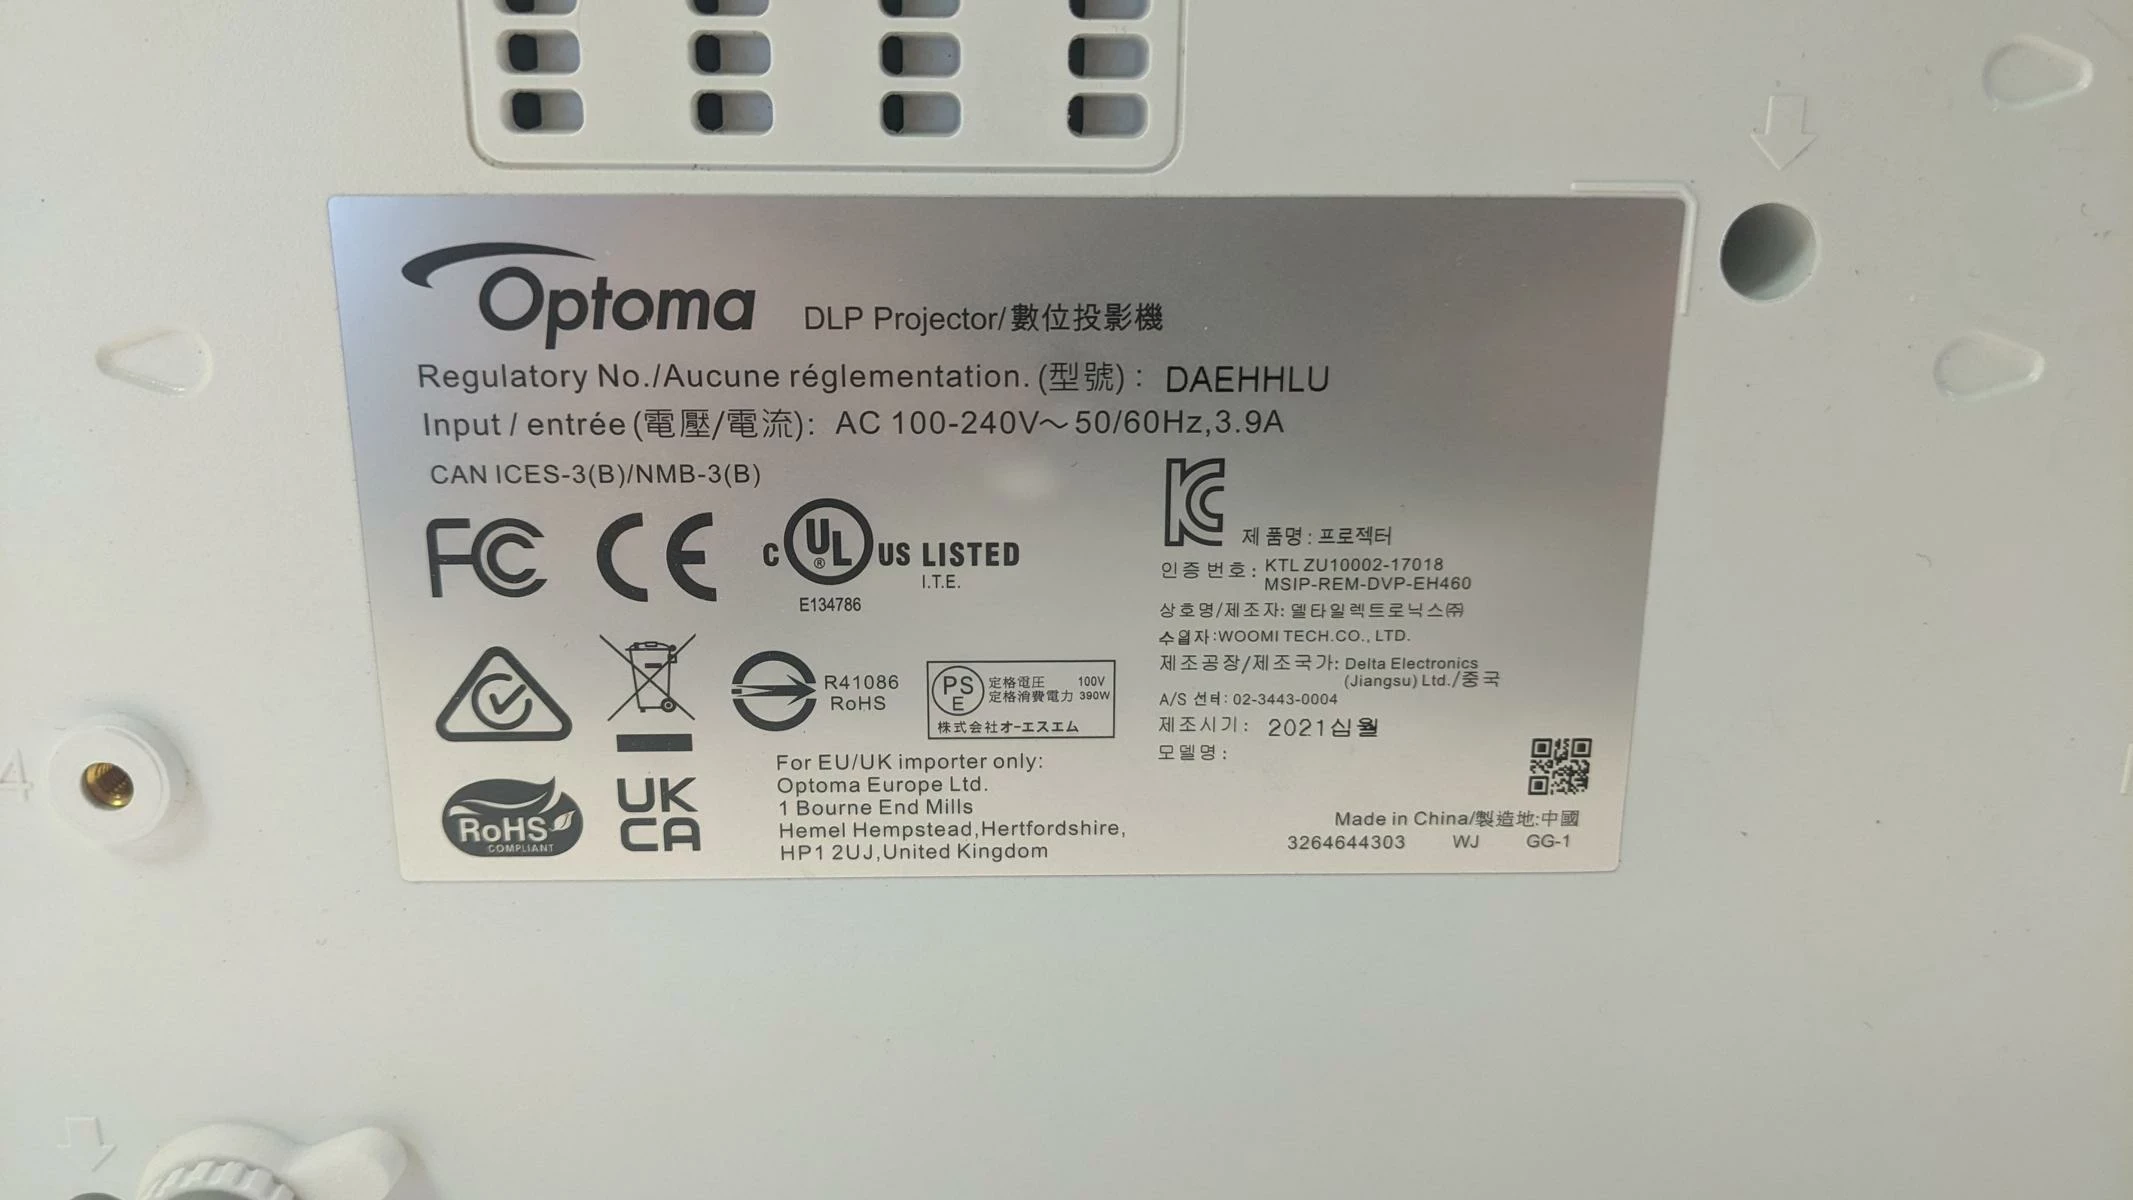 Optoma DLP Projector/數位投影機
Regulatory No./Aucune réglementation. (型號) : DAEHHLU
Input / entrée (電壓/電流): AC 100-240V～50/60Hz,3.9A
CAN ICES-3(B)/NMB-3(B)
FC CE
C UL ® US LISTED
I.T.E.
E134786
R41086
RoHS
PS
E
定格電圧 100V
定格消費電力 390W
株式会社オーエスエム
RoHS
COMPLIANT
UK
CA
For EU/UK importer only:
Optoma Europe Ltd.
1 Bourne End Mills
Hemel Hempstead,Hertfordshire,
HP1 2UJ,United Kingdom
KC
제 품명 : 프로젝터
인증 번호 : KTL ZU10002-17018
MSIP-REM-DVP-EH460
상호명/제조자: 델타일렉트로닉스㈜
수입자:WOOMI TECH.CO., LTD.
제조공장/제조국가: Delta Electronics
(Jiangsu) Ltd./중국
A/S 센터: 02-3443-0004
제조시기 : 2021십월
모델명 :
Made in China/製造地:中國
3264644303 WJ GG-1
4